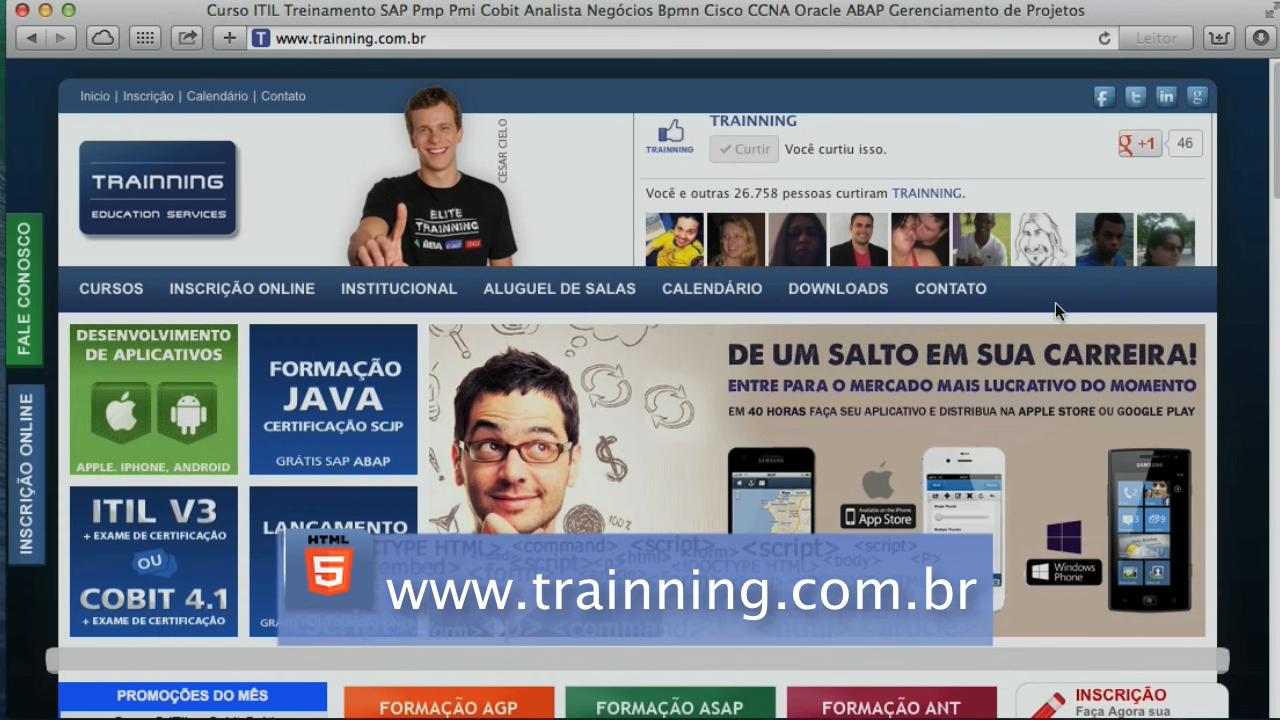 Curso ITIL Treinamento SAP Pmp Pmi Cobit Analista Negócios Bpmn Cisco CCNA Oracle ABAP Gerenciamento de Projetos
www.trainning.com.br
Leitor
Inicio | Inscrição | Calendário | Contato
TRAINNING
EDUCATION SERVICES
CESAR CIELO
ELITE
TRAINNING
TRAINNING
TRAINNING
Curtir
Você curtiu isso.
+1
46
Você e outras 26.758 pessoas curtiram TRAINNING.
FALE CONOSCO
INSCRIÇÃO ONLINE
CURSOS
INSCRIÇÃO ONLINE
INSTITUCIONAL
ALUGUEL DE SALAS
CALENDÁRIO
DOWNLOADS
CONTATO
DESENVOLVIMENTO
DE APLICATIVOS
APPLE. IPHONE, ANDROID
FORMAÇÃO
JAVA
CERTIFICAÇÃO SCJP
GRÁTIS SAP ABAP
DE UM SALTO EM SUA CARREIRA!
ENTRE PARA O MERCADO MAIS LUCRATIVO DO MOMENTO
EM 40 HORAS FAÇA SEU APLICATIVO E DISTRIBUA NA APPLE STORE OU GOOGLE PLAY
SAMSUNG
Available on the iPhone
App Store
Windows
Phone
100%
ITIL V3
+ EXAME DE CERTIFICAÇÃO
OU
COBIT 4.1
+ EXAME DE CERTIFICAÇÃO
LANÇAMENTO
HTML
5
www.trainning.com.br
PROMOÇÕES DO MÊS
FORMAÇÃO AGP
FORMAÇÃO ASAP
FORMAÇÃO ANT
INSCRIÇÃO
Faça Agora sua